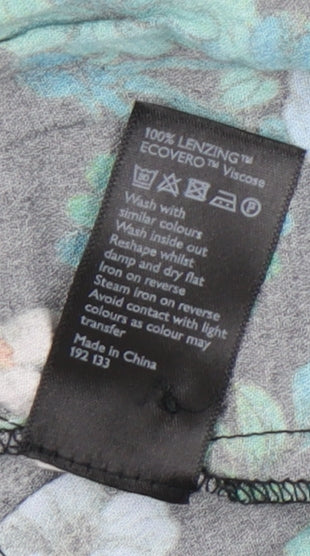 100% LENZING™
ECOVERO™ Viscose
30 P
Wash with
similar colours
Wash inside out
Reshape whilst
damp and dry flat
Iron on reverse
Steam iron on reverse
Avoid contact with light
colours as colour may
transfer
Made in China
192 133